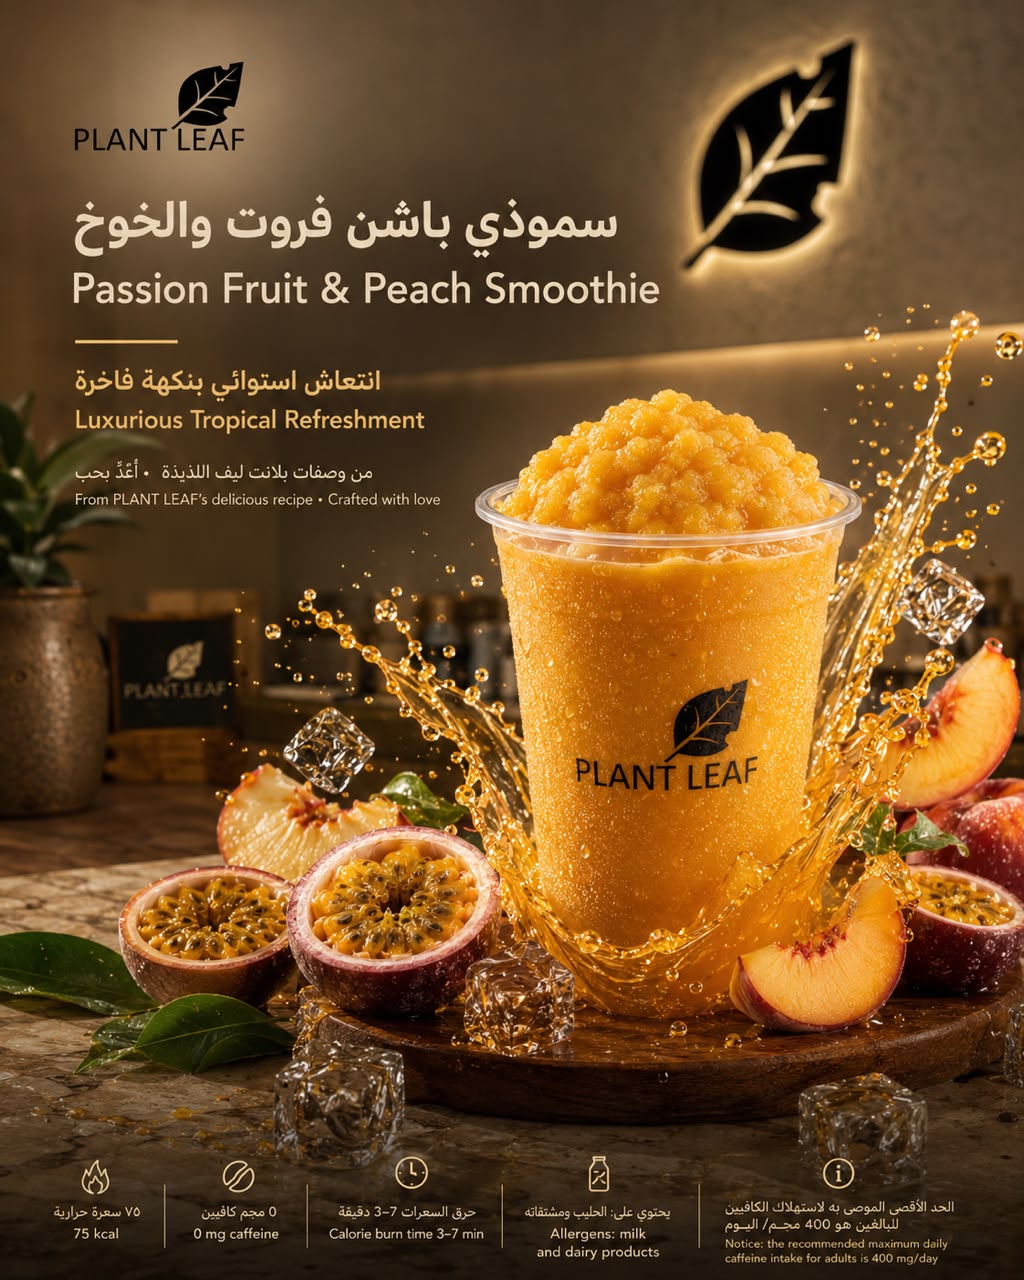 PLANT LEAF
سموذي باشن فروت والخوخ
Passion Fruit & Peach Smoothie
انتعاش استوائي بنكهة فاخرة
Luxurious Tropical Refreshment
من وصفات بلانت ليف اللذيذة • أُعَدِّ بحب
From PLANT LEAF's delicious recipe • Crafted with love
PLANT LEAF
PLANT LEAF
٧٥ سعرة حرارية
75 kcal
0 مجم كافيين
0 mg caffeine
حرق السعرات 7–3 دقيقة
Calorie burn time 3–7 min
يحتوي على: الحليب ومشتقاته
Allergens: milk
and dairy products
الحد الأقصى الموصى به لاستهلاك الكافيين
للبالغين هو 400 مجـم/ اليـوم
Notice: the recommended maximum daily
caffeine intake for adults is 400 mg/day